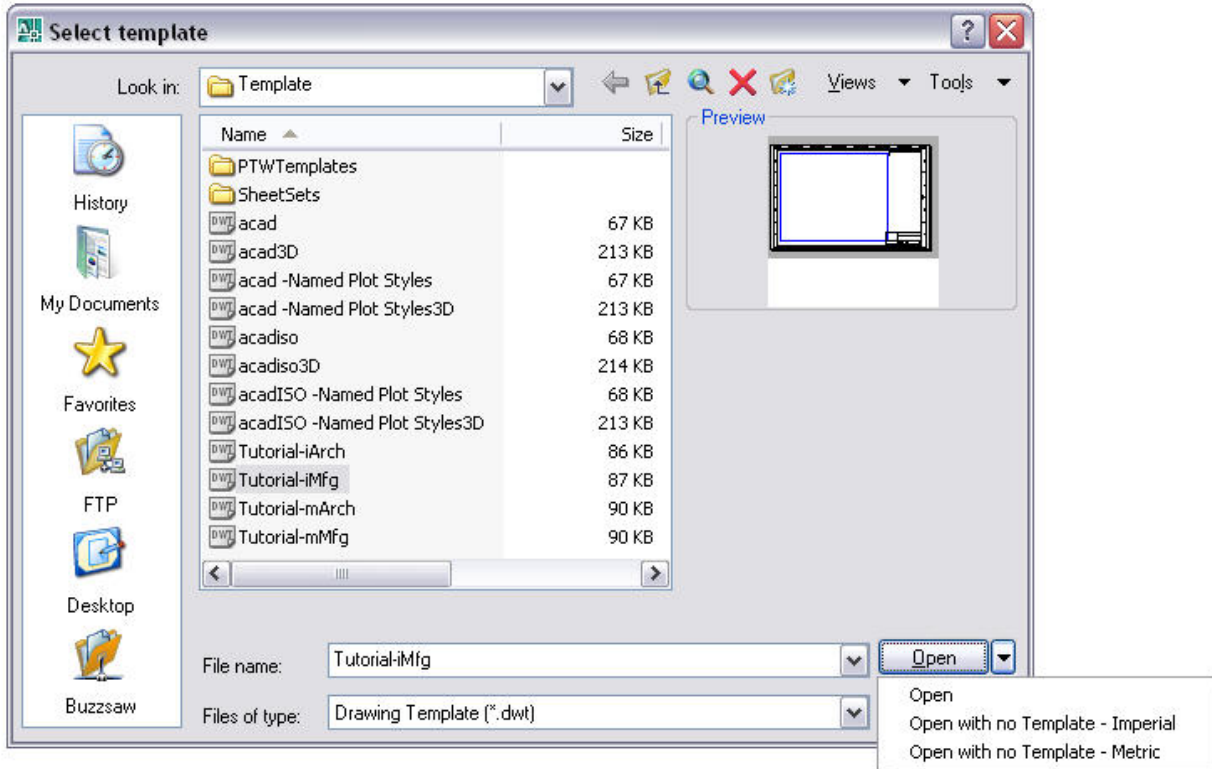 Select template
Look in: Template
Views Tools
Name Size
Preview
PTWTemplates
SheetSets
acad 67 KB
acad3D 213 KB
acad -Named Plot Styles 67 KB
acad -Named Plot Styles3D 213 KB
acadiso 68 KB
acadiso3D 214 KB
acadISO -Named Plot Styles 68 KB
acadISO -Named Plot Styles3D 213 KB
Tutorial-iArch 86 KB
Tutorial-iMfg 87 KB
Tutorial-mArch 90 KB
Tutorial-mMfg 90 KB
History
My Documents
Favorites
FTP
Desktop
Buzzsaw
File name: Tutorial-iMfg
Open
Files of type: Drawing Template (*.dwt)
Open
Open with no Template - Imperial
Open with no Template - Metric